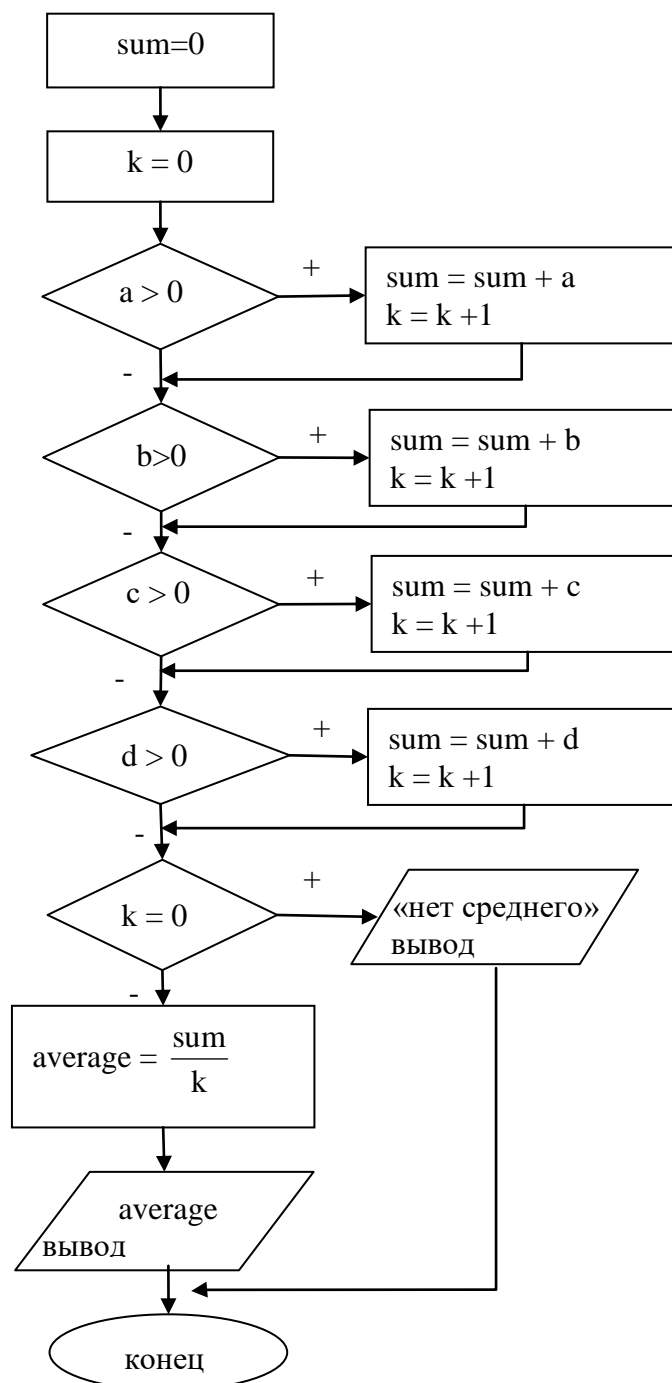 sum=0
k = 0
a > 0
+
sum = sum + a
k = k +1
-
b>0
+
sum = sum + b
k = k +1
-
c > 0
+
sum = sum + c
k = k +1
-
d > 0
+
sum = sum + d
k = k +1
-
k = 0
+
«нет среднего»
вывод
-
average = sum
k
average
вывод
конец